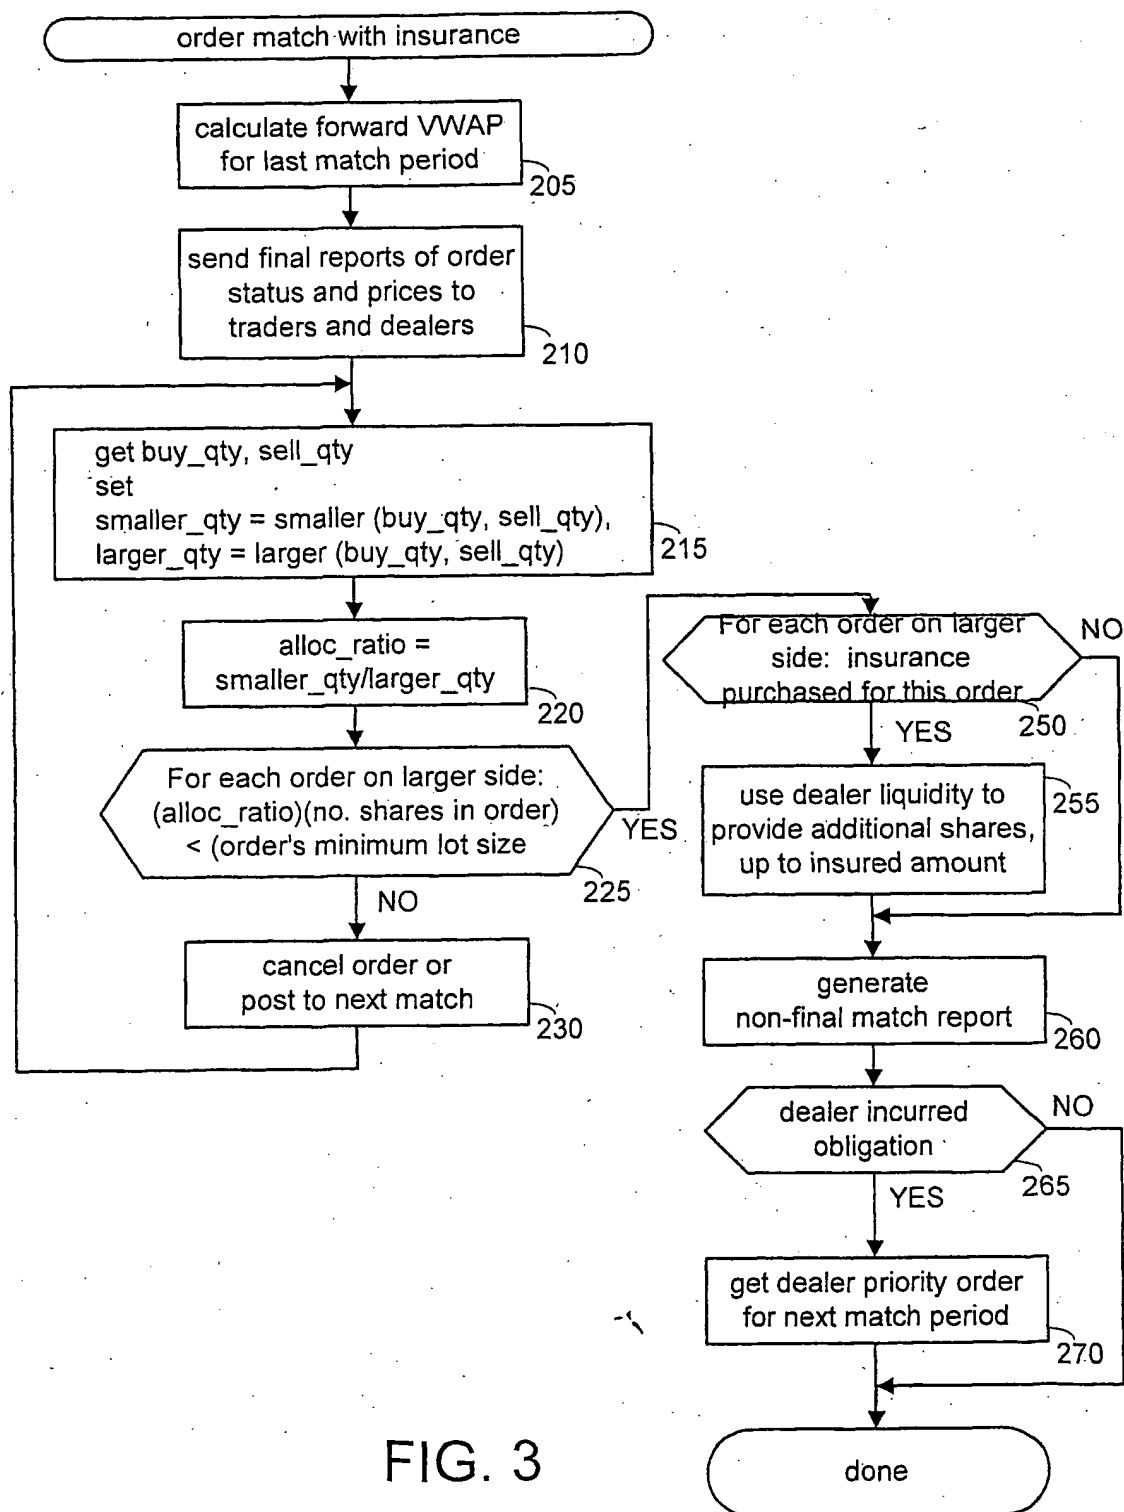 order match with insurance
calculate forward VWAP
for last match period
205
send final reports of order
status and prices to
traders and dealers
210
get buy_qty, sell_qty
set
smaller_qty = smaller (buy_qty, sell_qty),
larger_qty = larger (buy_qty, sell_qty)
215
alloc_ratio =
smaller_qty/larger_qty
220
For each order on larger side:
(alloc_ratio)(no. shares in order)
< (order's minimum lot size
225
YES
NO
cancel order or
post to next match
230
For each order on larger
side: insurance
purchased for this order
250
NO
YES
use dealer liquidity to
provide additional shares,
up to insured amount
255
generate
non-final match report
260
dealer incurred
obligation
265
NO
YES
get dealer priority order
for next match period
270
done
FIG. 3